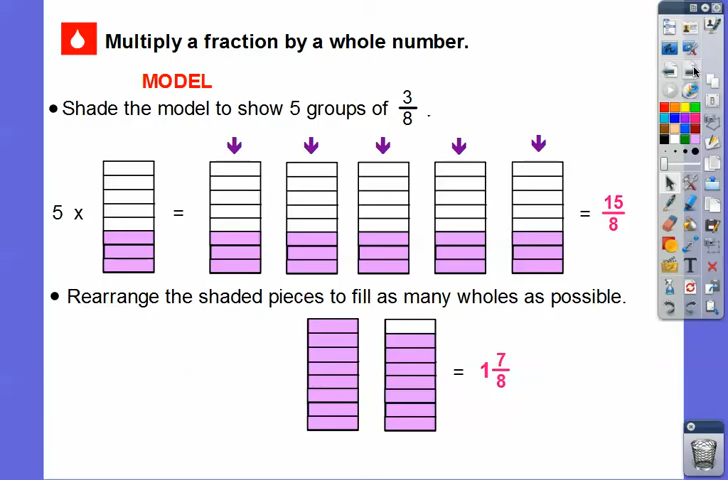 Multiply a fraction by a whole number.
MODEL
Shade the model to show 5 groups of 3/8 .
5 x = = 15/8
Rearrange the shaded pieces to fill as many wholes as possible.
= 1 7/8